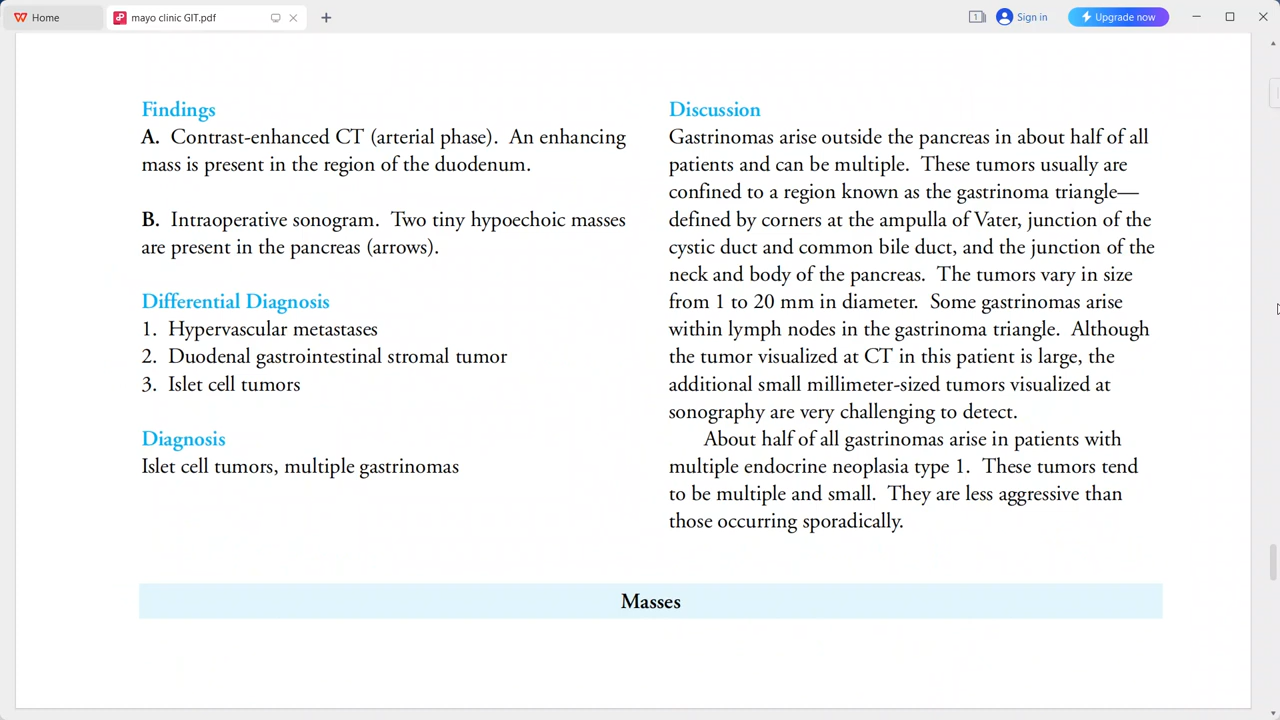 Home
mayo clinic GIT.pdf
1
Sign in
Upgrade now
Findings
A. Contrast-enhanced CT (arterial phase). An enhancing
mass is present in the region of the duodenum.
B. Intraoperative sonogram. Two tiny hypoechoic masses
are present in the pancreas (arrows).
Differential Diagnosis
1. Hypervascular metastases
2. Duodenal gastrointestinal stromal tumor
3. Islet cell tumors
Diagnosis
Islet cell tumors, multiple gastrinomas
Discussion
Gastrinomas arise outside the pancreas in about half of all
patients and can be multiple. These tumors usually are
confined to a region known as the gastrinoma triangle—
defined by corners at the ampulla of Vater, junction of the
cystic duct and common bile duct, and the junction of the
neck and body of the pancreas. The tumors vary in size
from 1 to 20 mm in diameter. Some gastrinomas arise
within lymph nodes in the gastrinoma triangle. Although
the tumor visualized at CT in this patient is large, the
additional small millimeter-sized tumors visualized at
sonography are very challenging to detect.
About half of all gastrinomas arise in patients with
multiple endocrine neoplasia type 1. These tumors tend
to be multiple and small. They are less aggressive than
those occurring sporadically.
Masses